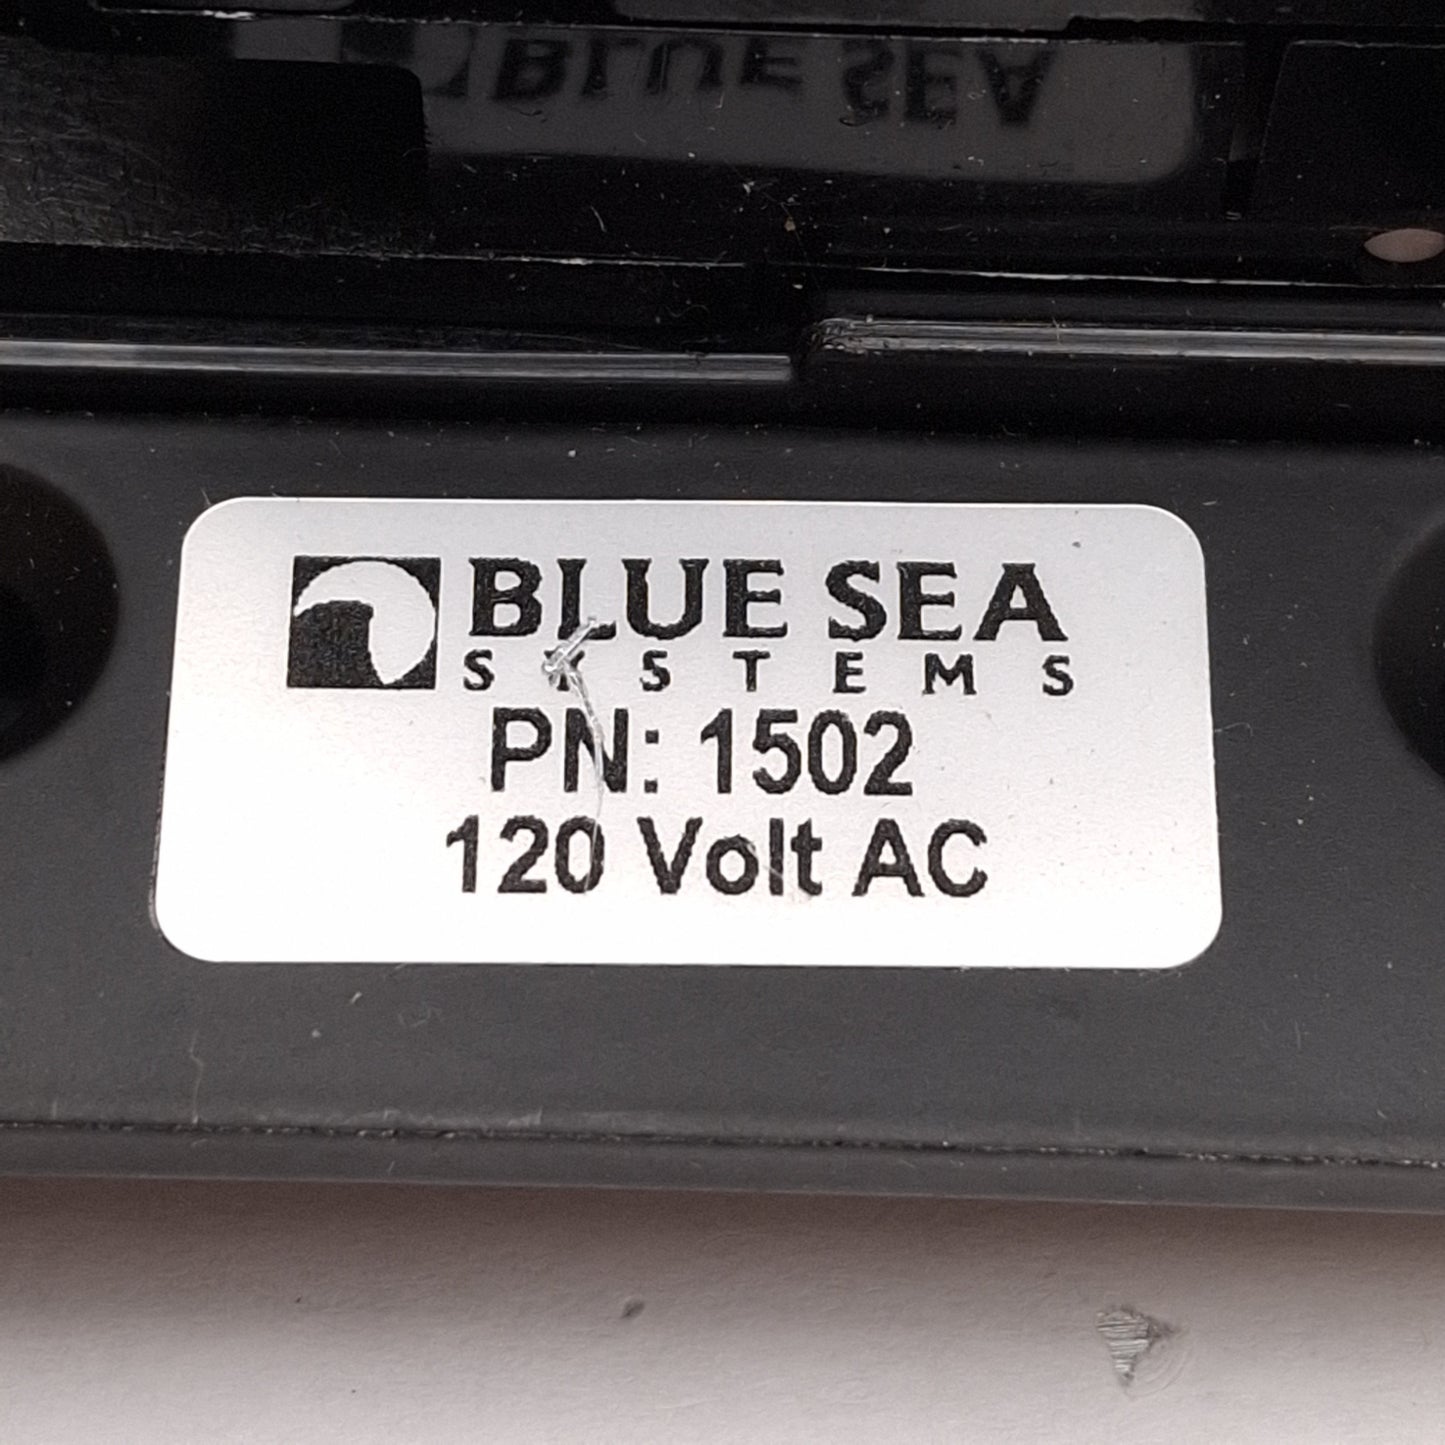 BLUE SEA
BLUE SEA
SYSTEMS
PN: 1502
120 Volt AC